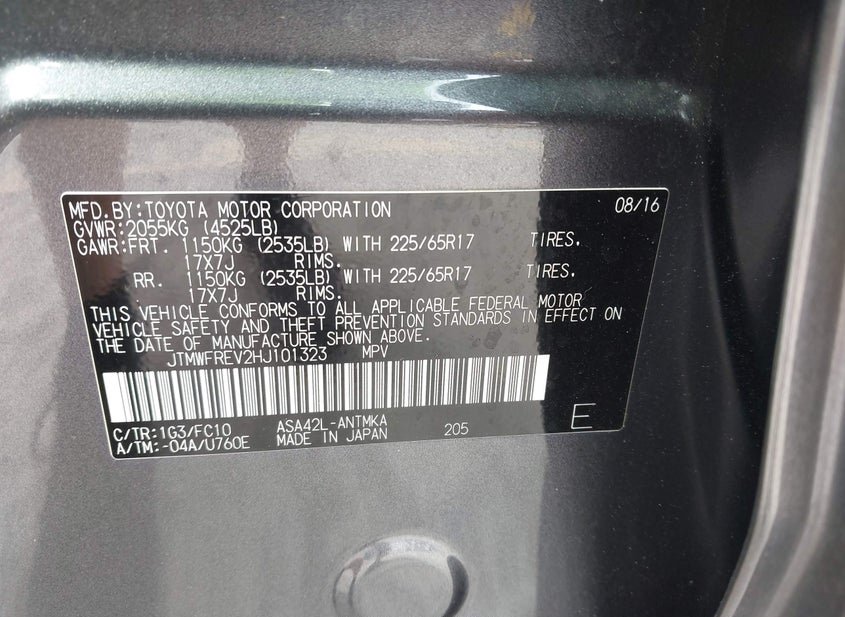 MFD.BY:TOYOTA MOTOR CORPORATION 08/16
GVWR:2055KG (4525LB)
GAWR:FRT. 1150KG (2535LB) WITH 225/65R17 TIRES,
17X7J RIMS.
RR. 1150KG (2535LB) WITH 225/65R17 TIRES,
17X7J RIMS.
THIS VEHICLE CONFORMS TO ALL APPLICABLE FEDERAL MOTOR
VEHICLE SAFETY AND THEFT PREVENTION STANDARDS IN EFFECT ON
THE DATE OF MANUFACTURE SHOWN ABOVE.
JTMWFREV2HJ101323 MPV
C/TR:1G3/FC10 ASA42L-ANTMKA 205 E
A/TM:-04A/U760E MADE IN JAPAN